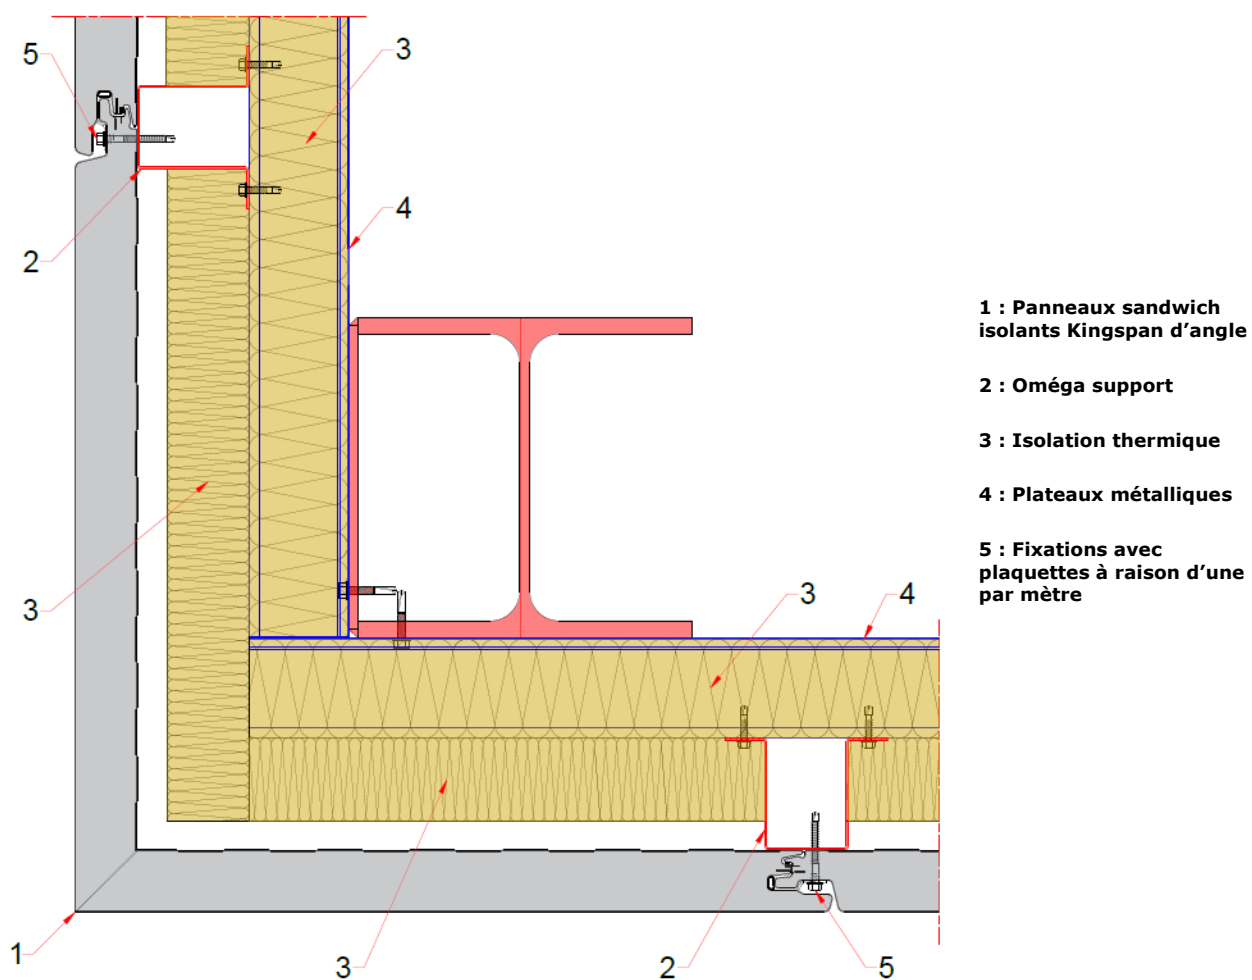 5
3
2
4
1 : Panneaux sandwich
isolants Kingspan d’angle
2 : Oméga support
3 : Isolation thermique
4 : Plateaux métalliques
5 : Fixations avec
plaquettes à raison d’une
par mètre
3
3
4
1
3
2
5